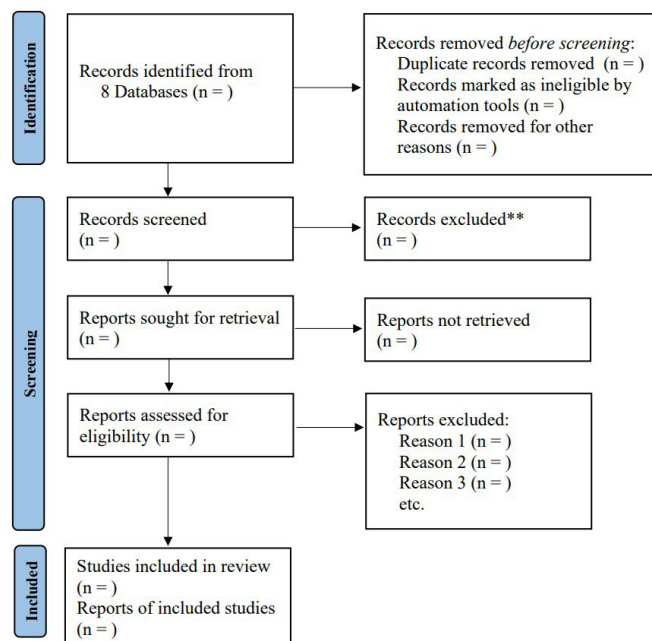 Identification
Records identified from
8 Databases (n = )
Records removed before screening:
Duplicate records removed (n = )
Records marked as ineligible by
automation tools (n = )
Records removed for other
reasons (n = )
Screening
Records screened
(n = )
Records excluded**
(n = )
Reports sought for retrieval
(n = )
Reports not retrieved
(n = )
Reports assessed for
eligibility (n = )
Reports excluded:
Reason 1 (n = )
Reason 2 (n = )
Reason 3 (n = )
etc.
Included
Studies included in review
(n = )
Reports of included studies
(n = )